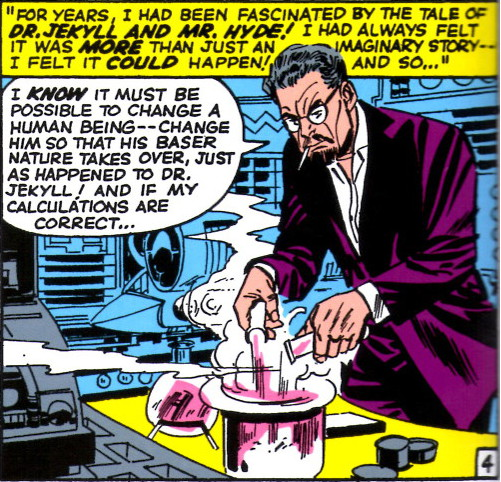 "FOR YEARS, I HAD BEEN FASCINATED BY THE TALE OF
DR. JEKYLL AND MR. HYDE! I HAD ALWAYS FELT
IT WAS MORE THAN JUST AN IMAGINARY STORY--
I FELT IT COULD HAPPEN! AND SO..."
I KNOW IT MUST BE
POSSIBLE TO CHANGE A
HUMAN BEING--CHANGE
HIM SO THAT HIS BASER
NATURE TAKES OVER, JUST
AS HAPPENED TO DR.
JEKYLL! AND IF MY
CALCULATIONS ARE
CORRECT...
4